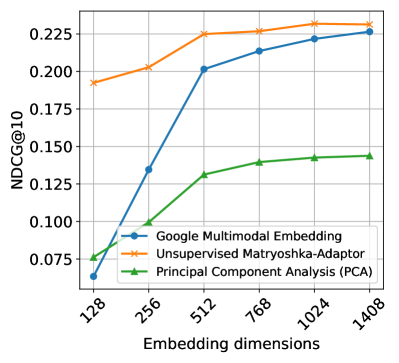 0.225
0.200
0.175
0.150
0.125
0.100
0.075
NDCG@10
Google Multimodal Embedding
Unsupervised Matryoshka-Adaptor
Principal Component Analysis (PCA)
128
256
512
768
1024
1408
Embedding dimensions